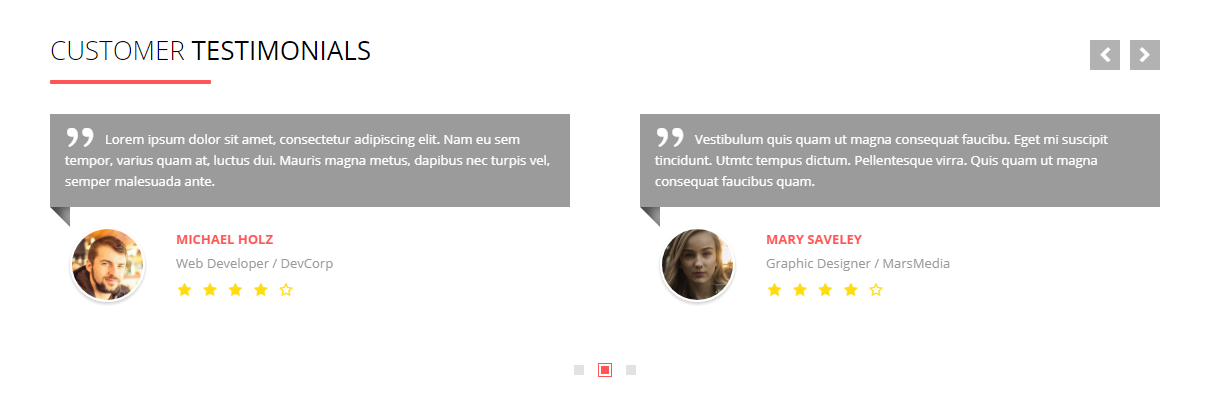 CUSTOMER TESTIMONIALS
Lorem ipsum dolor sit amet, consectetur adipiscing elit. Nam eu sem
tempor, varius quam at, luctus dui. Mauris magna metus, dapibus nec turpis vel,
semper malesuada ante.
MICHAEL HOLZ
Web Developer / DevCorp
Vestibulum quis quam ut magna consequat faucibu. Eget mi suscipit
tincidunt. Utmtc tempus dictum. Pellentesque virra. Quis quam ut magna
consequat faucibus quam.
MARY SAVELEY
Graphic Designer / MarsMedia